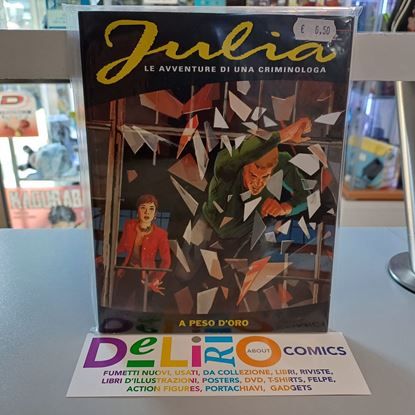 € 6,50
Julia
LE AVVENTURE DI UNA CRIMINOLOGA
A PESO D'ORO
DeLiRIO ABOUT COMICS
FUMETTI NUOVI, USATI, DA COLLEZIONE, LIBRI, RIVISTE,
LIBRI D'ILLUSTRAZIONI, POSTERS, DVD, T-SHIRTS, FELPE,
ACTION FIGURES, PORTACHIAVI, GADGETS